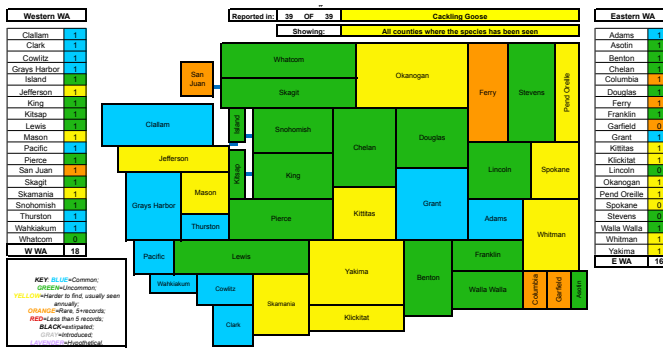 Western WA
Clallam 1
Clark 1
Cowlitz 1
Grays Harbor 1
Island 1
Jefferson 1
King 1
Kitsap 1
Lewis 1
Mason 1
Pacific 1
Pierce 1
San Juan 1
Skagit 1
Skamania 1
Snohomish 1
Thurston 1
Wahkiakum 1
Whatcom 0
W WA 18
KEY: BLUE=Common;
GREEN=Uncommon;
YELLOW=Harder to find, usually seen
annually;
ORANGE=Rare, 5+records;
RED=Less than 5 records;
BLACK=extirpated;
GRAY=Introduced;
LAVENDER=Hypothetical.
Reported in: 39 OF 39 Cackling Goose
Showing: All counties where the species has been seen
Whatcom
San
Juan
Skagit
Okanogan
Ferry
Stevens
Pend Oreille
Clallam
Island
Snohomish
Chelan
Douglas
Jefferson
Kitsap
King
Lincoln
Spokane
Grays Harbor
Mason
Thurston
Pierce
Kittitas
Grant
Adams
Whitman
Pacific
Lewis
Yakima
Benton
Franklin
Wahkiakum
Cowlitz
Skamania
Walla Walla
Columbia
Garfield
Asotin
Klickitat
Clark
Eastern WA
Adams 1
Asotin 1
Benton 1
Chelan 1
Columbia 1
Douglas 1
Ferry 1
Franklin 1
Garfield 0
Grant 1
Kittitas 1
Klickitat 1
Lincoln 0
Okanogan 1
Pend Oreille 1
Spokane 0
Stevens 0
Walla Walla 1
Whitman 1
Yakima 1
E WA 16